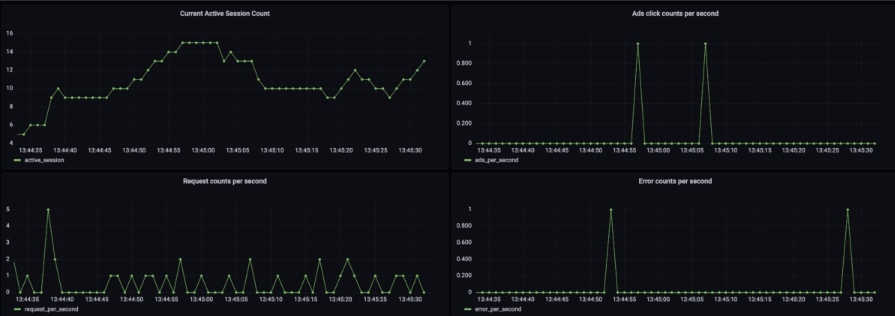 Current Active Session Count
16
14
12
10
8
6
4
13:44:35 13:44:40 13:44:45 13:44:50 13:44:55 13:45:00 13:45:05 13:45:10 13:45:15 13:45:20 13:45:25 13:45:30
active_session
Ads click counts per second
1
0.800
0.600
0.400
0.200
0
13:44:35 13:44:40 13:44:45 13:44:50 13:44:55 13:45:00 13:45:05 13:45:10 13:45:15 13:45:20 13:45:25 13:45:30
ads_per_second
Request counts per second
5
4
3
2
1
0
13:44:35 13:44:40 13:44:45 13:44:50 13:44:55 13:45:00 13:45:05 13:45:10 13:45:15 13:45:20 13:45:25 13:45:30
request_per_second
Error counts per second
1
0.800
0.600
0.400
0.200
0
13:44:35 13:44:40 13:44:45 13:44:50 13:44:55 13:45:00 13:45:05 13:45:10 13:45:15 13:45:20 13:45:25 13:45:30
error_per_second